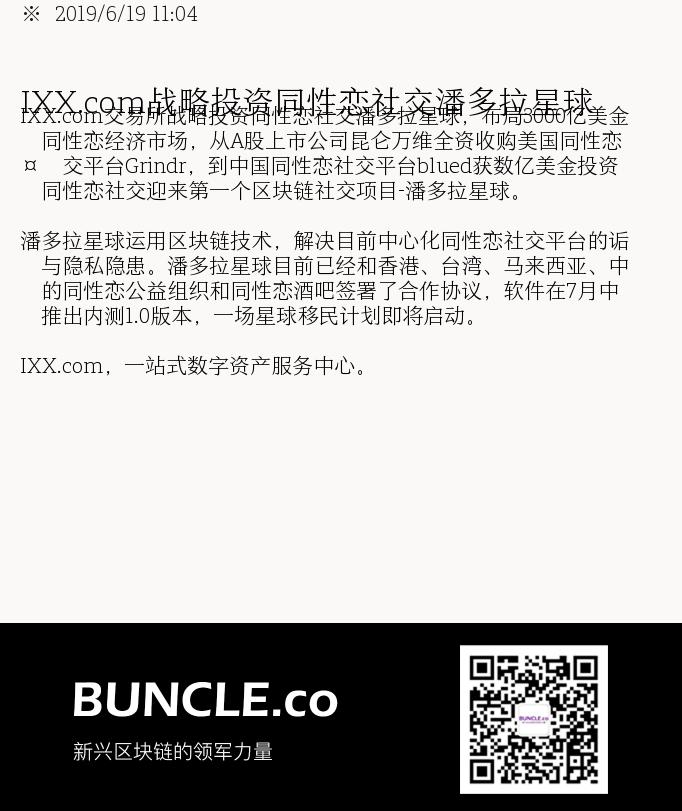 ※ 2019/6/19 11:04
IXX.com战略投资同性恋社交潘多拉星球
IXX.com交易所战略投资同性恋社交潘多拉星球，布局3000亿美金
同性恋经济市场，从A股上市公司昆仑万维全资收购美国同性恋
¤ 交平台Grindr，到中国同性恋社交平台blued获数亿美金投资
同性恋社交迎来第一个区块链社交项目-潘多拉星球。
潘多拉星球运用区块链技术，解决目前中心化同性恋社交平台的诟
与隐私隐患。潘多拉星球目前已经和香港、台湾、马来西亚、中
的同性恋公益组织和同性恋酒吧签署了合作协议，软件在7月中
推出内测1.0版本，一场星球移民计划即将启动。
IXX.com，一站式数字资产服务中心。
BUNCLE.co
新兴区块链的领军力量
BUNCLE.co